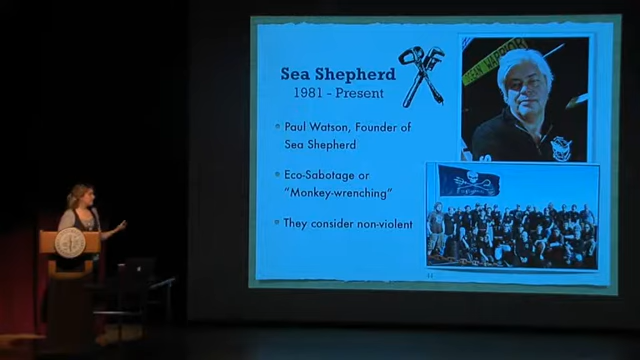 Sea Shepherd
1981 - Present
Paul Watson, Founder of
Sea Shepherd
Eco-Sabotage or
"Monkey-wrenching"
They consider non-violent
WARRIOR